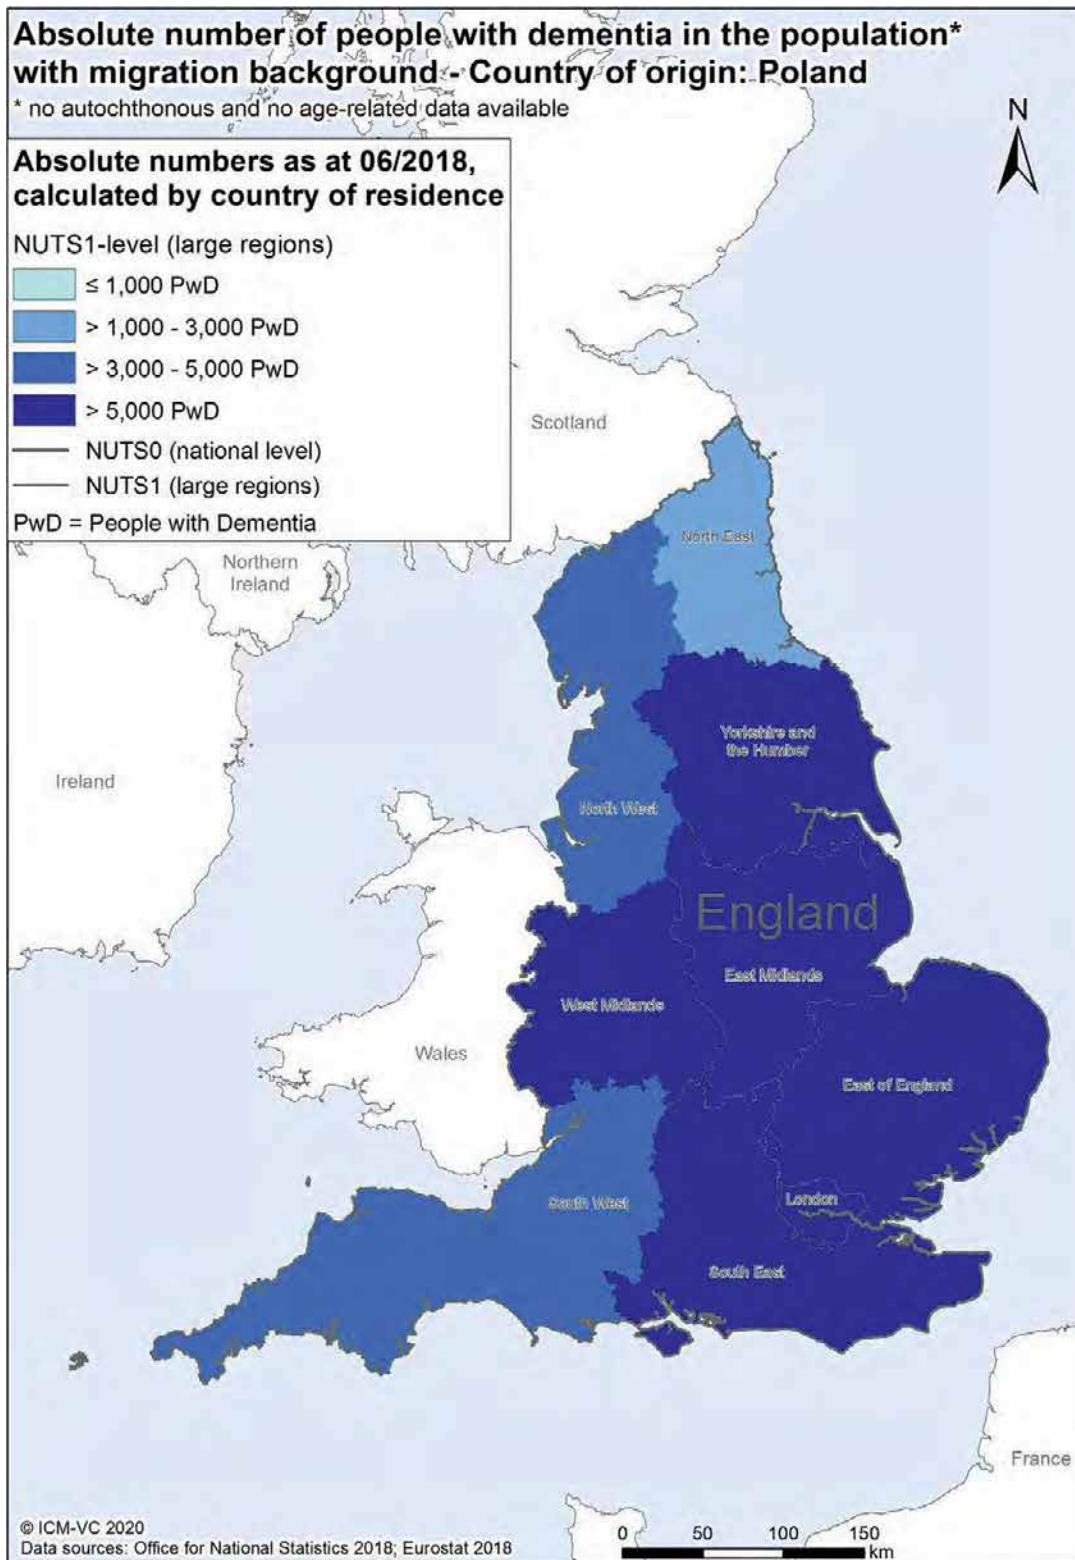 Absolute number of people with dementia in the population*
with migration background - Country of origin: Poland
* no autochthonous and no age-related data available
N
Absolute numbers as at 06/2018,
calculated by country of residence
NUTS1-level (large regions)
≤ 1,000 PwD
> 1,000 - 3,000 PwD
> 3,000 - 5,000 PwD
> 5,000 PwD
NUTS0 (national level)
NUTS1 (large regions)
PwD = People with Dementia
Scotland
North East
Northern
Ireland
Yorkshire and
the Humber
Ireland
North West
England
East Midlands
West Midlands
Wales
East of England
London
South West
South East
France
© ICM-VC 2020
Data sources: Office for National Statistics 2018; Eurostat 2018
0 50 100 150
km